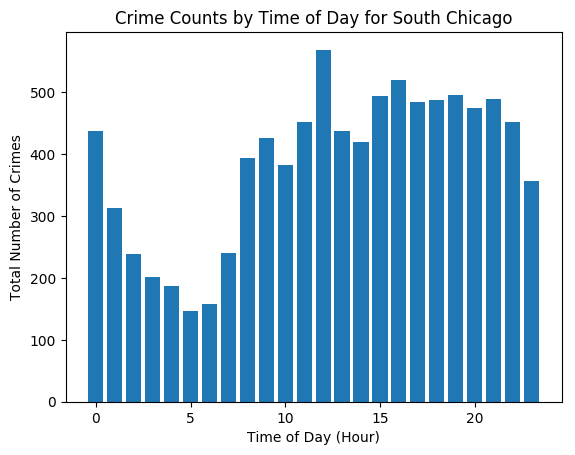 Crime Counts by Time of Day for South Chicago
Total Number of Crimes
500
400
300
200
100
0
0 5 10 15 20
Time of Day (Hour)